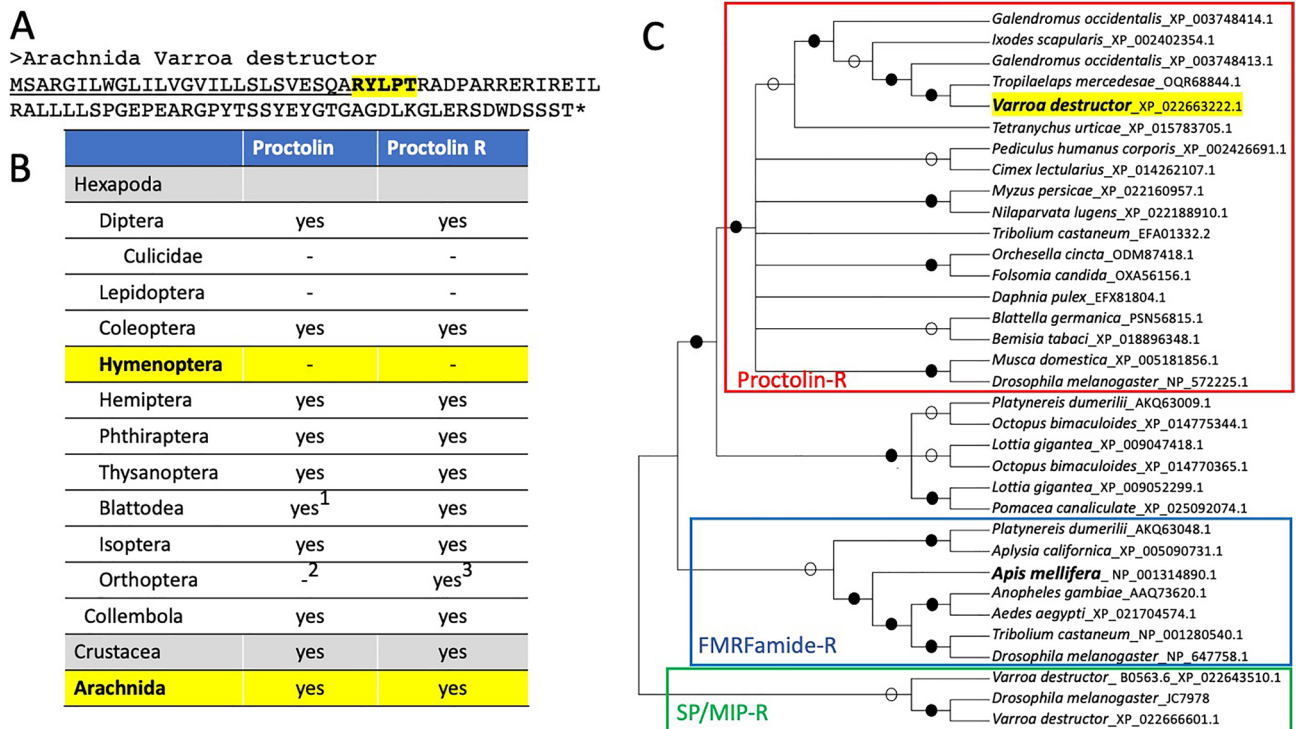 A
>Arachnida Varroa destructor
MSARGILWGLILVGVILLSLSVESQARYLPTRADPARRERIREIL
RALLLLSPGEPEARGPYTSSYEYGTGAGDLKGLERSDWDSSST*
B
Proctolin Proctolin R
Hexapoda
Diptera yes yes
Culicidae - -
Lepidoptera - -
Coleoptera yes yes
Hymenoptera - -
Hemiptera yes yes
Phthiraptera yes yes
Thysanoptera yes yes
Blattodea yes1 yes
Isoptera yes yes
Orthoptera -2 yes3
Collembola yes yes
Crustacea yes yes
Arachnida yes yes
C
Galendromus occidentalis_XP_003748414.1
Ixodes scapularis_XP_002402354.1
Galendromus occidentalis_XP_003748413.1
Tropilaelps mercedesae_OQR68844.1
Varroa destructor_XP_022663222.1
Tetranychus urticae_XP_015783705.1
Pediculus humanus corporis_XP_002426691.1
Cimex lectularius_XP_014262107.1
Myzus persicae_XP_022160957.1
Nilaparvata lugens_XP_022188910.1
Tribolium castaneum_EFA01332.2
Orchesella cincta_ODM87418.1
Folsomia candida_OXA56156.1
Daphnia pulex_EFX81804.1
Blattella germanica_PSN56815.1
Bemisia tabaci_XP_018896348.1
Musca domestica_XP_005181856.1
Drosophila melanogaster_NP_572225.1
Proctolin-R
Platynereis dumerilii_AKQ63009.1
Octopus bimaculoides_XP_014775344.1
Lottia gigantea_XP_009047418.1
Octopus bimaculoides_XP_014770365.1
Lottia gigantea_XP_009052299.1
Pomacea canaliculate_XP_025092074.1
Platynereis dumerilii_AKQ63048.1
Aplysia californica_XP_005090731.1
Apis mellifera_ NP_001314890.1
Anopheles gambiae_AAQ73620.1
Aedes aegypti_XP_021704574.1
Tribolium castaneum_NP_001280540.1
Drosophila melanogaster_NP_647758.1
FMRFamide-R
Varroa destructor_ B0563.6_XP_022643510.1
Drosophila melanogaster_JC7978
Varroa destructor_XP_022666601.1
SP/MIP-R